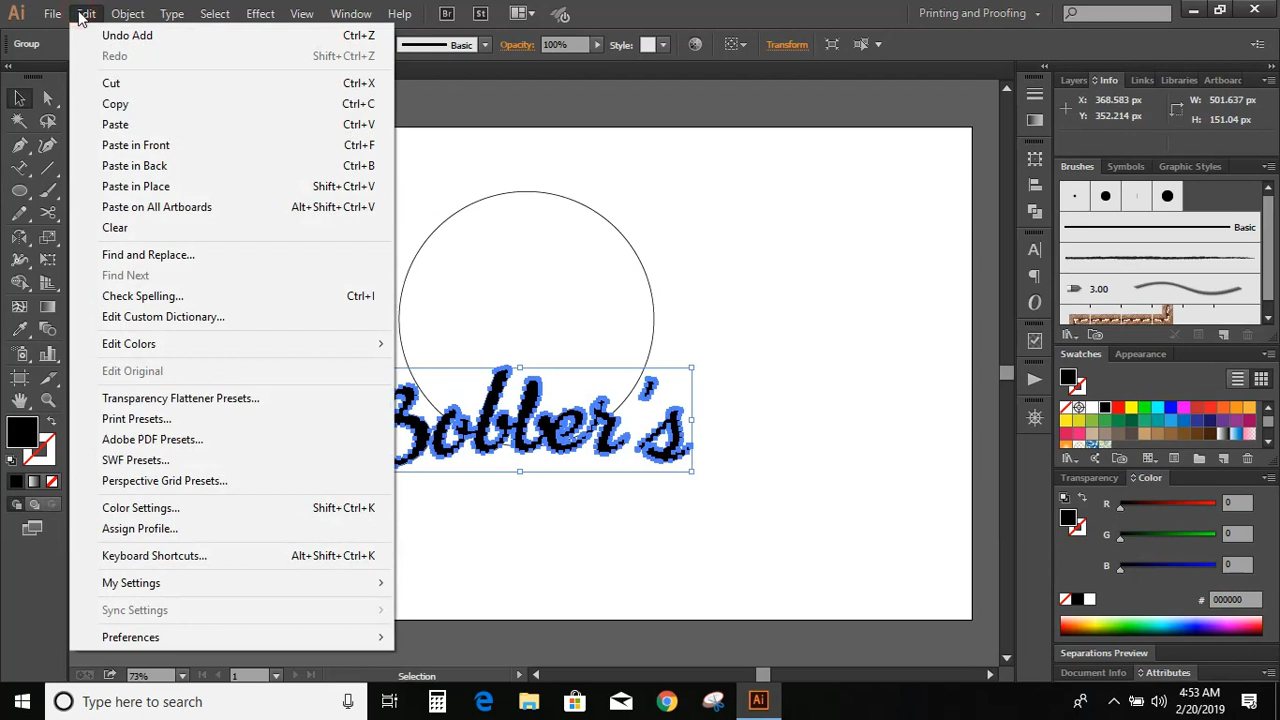 Ai File Edit Object Type Select Effect View Window Help Br St Printing and Proofing
Group Basic Opacity: 100% Style: Transform
Undo Add Ctrl+Z
Redo Shift+Ctrl+Z
Cut Ctrl+X
Copy Ctrl+C
Paste Ctrl+V
Paste in Front Ctrl+F
Paste in Back Ctrl+B
Paste in Place Shift+Ctrl+V
Paste on All Artboards Alt+Shift+Ctrl+V
Clear
Find and Replace...
Find Next
Check Spelling... Ctrl+I
Edit Custom Dictionary...
Edit Colors
Edit Original
Transparency Flattener Presets...
Print Presets...
Adobe PDF Presets...
SWF Presets...
Perspective Grid Presets...
Color Settings... Shift+Ctrl+K
Assign Profile...
Keyboard Shortcuts... Alt+Shift+Ctrl+K
My Settings
Sync Settings
Preferences
Bobber's
Layers Info Links Libraries Artboarc
X: 368.583 px W: 501.637 px
Y: 352.214 px H: 151.04 px
Brushes Symbols Graphic Styles
Basic
3.00
Swatches Appearance
Transparency Color
R 0
G 0
B 0
# 000000
Separations Preview
Document Info Attributes
73% 1 Selection
Type here to search
Ai
4:53 AM
2/20/2019